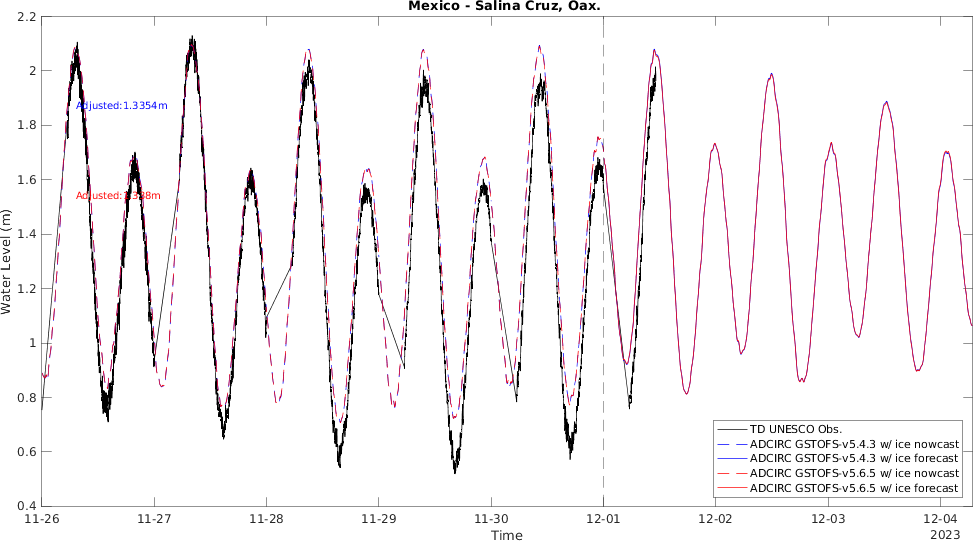 Mexico - Salina Cruz, Oax.
2.2
2
1.8
1.6
1.4
1.2
1
0.8
0.6
0.4
Water Level (m)
Adjusted:1.3354m
Adjusted:1.338m
TD UNESCO Obs.
ADCIRC GSTOFS-v5.4.3 w/ ice nowcast
ADCIRC GSTOFS-v5.4.3 w/ ice forecast
ADCIRC GSTOFS-v5.6.5 w/ ice nowcast
ADCIRC GSTOFS-v5.6.5 w/ ice forecast
11-26 11-27 11-28 11-29 11-30 12-01 12-02 12-03 12-04
Time
2023